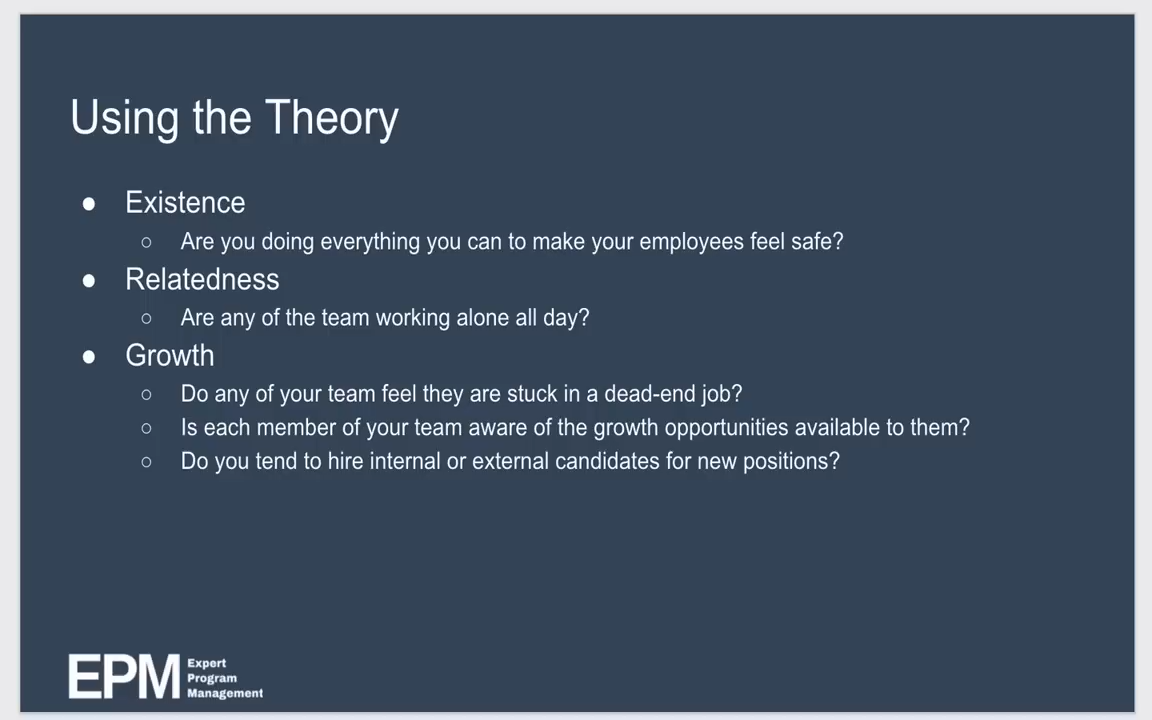 Using the Theory
● Existence
○ Are you doing everything you can to make your employees feel safe?
● Relatedness
○ Are any of the team working alone all day?
● Growth
○ Do any of your team feel they are stuck in a dead-end job?
○ Is each member of your team aware of the growth opportunities available to them?
○ Do you tend to hire internal or external candidates for new positions?
EPM
Expert
Program
Management